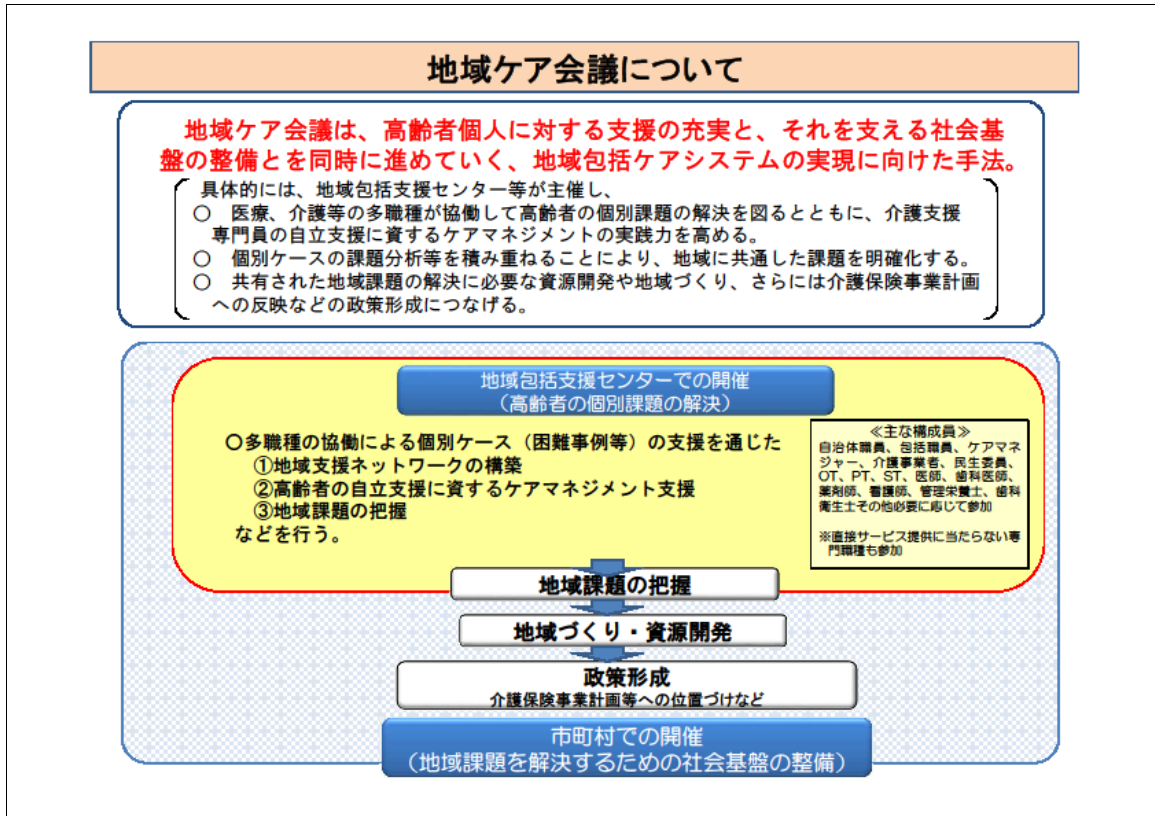 地域ケア会議について
地域ケア会議は、高齢者個人に対する支援の充実と、それを支える社会基
盤の整備とを同時に進めていく、地域包括ケアシステムの実現に向けた手法。
具体的には、地域包括支援センター等が主催し、
○ 医療、介護等の多職種が協働して高齢者の個別課題の解決を図るとともに、介護支援
専門員の自立支援に資するケアマネジメントの実践力を高める。
○ 個別ケースの課題分析等を積み重ねることにより、地域に共通した課題を明確化する。
○ 共有された地域課題の解決に必要な資源開発や地域づくり、さらには介護保険事業計画
への反映などの政策形成につなげる。
地域包括支援センターでの開催
（高齢者の個別課題の解決）
○多職種の協働による個別ケース（困難事例等）の支援を通じた
①地域支援ネットワークの構築
②高齢者の自立支援に資するケアマネジメント支援
③地域課題の把握
などを行う。
≪主な構成員≫
自治体職員、包括職員、ケアマネ
ジャー、介護事業者、民生委員、
OT、PT、ST、医師、歯科医師、
薬剤師、看護師、管理栄養士、歯科
衛生士その他必要に応じて参加
※直接サービス提供に当たらない専
門職種も参加
地域課題の把握
地域づくり・資源開発
政策形成
介護保険事業計画等への位置づけなど
市町村での開催
（地域課題を解決するための社会基盤の整備）